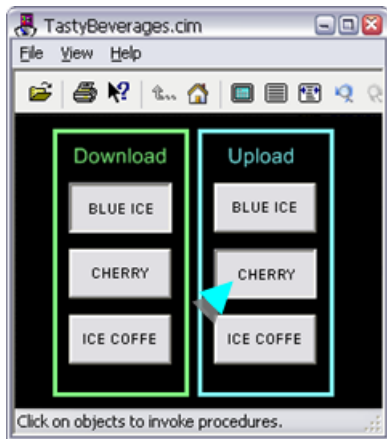 TastyBeverages.cim
File View Help
Download
BLUE ICE
CHERRY
ICE COFFE
Upload
BLUE ICE
CHERRY
ICE COFFE
Click on objects to invoke procedures.